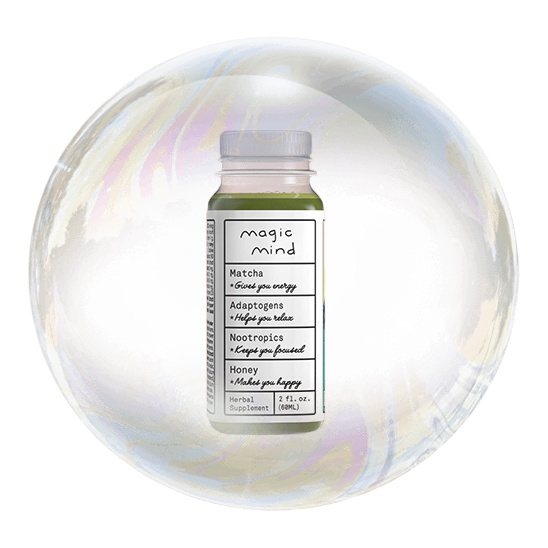 magic
mind
Matcha
*Gives you energy
Adaptogens
*Helps you relax
Nootropics
*Keeps you focused
Honey
*Makes you happy
Herbal
Supplement
2 fl. oz.
(60ML)